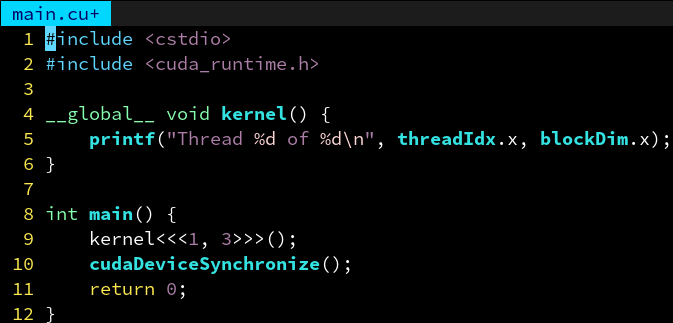 main.cu+
1 #include <cstdio>
2 #include <cuda_runtime.h>
3
4 __global__ void kernel() {
5     printf("Thread %d of %d\n", threadIdx.x, blockDim.x);
6 }
7
8 int main() {
9     kernel<<<1, 3>>>();
10     cudaDeviceSynchronize();
11     return 0;
12 }